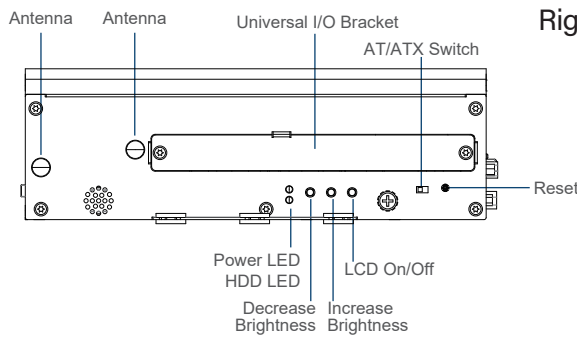 Antenna
Antenna
Universal I/O Bracket
AT/ATX Switch
Rig
Reset
Power LED
HDD LED
LCD On/Off
Decrease
Brightness
Increase
Brightness